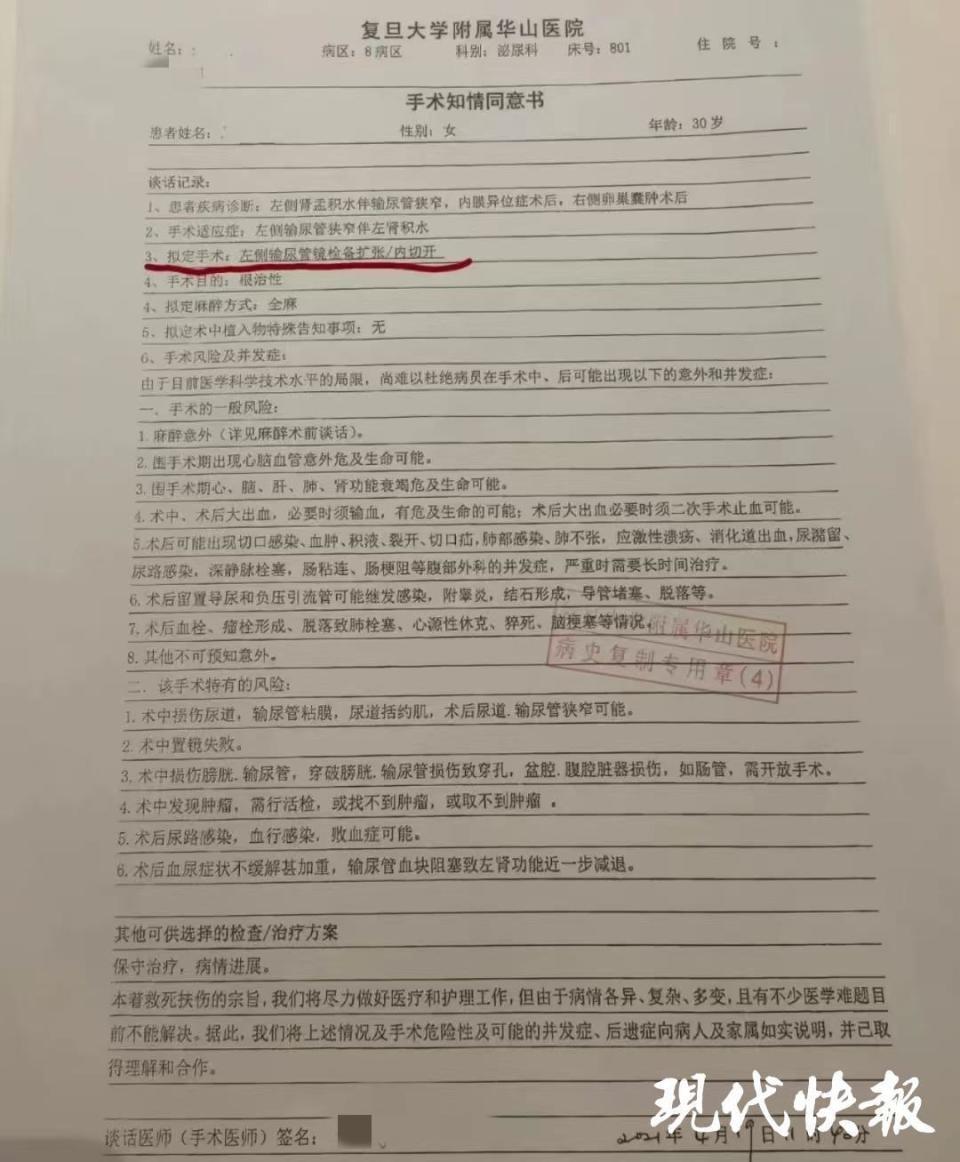 复旦大学附属华山医院
姓名: 病区: 8病区 科别: 泌尿科 床号: 801 住院号:
手术知情同意书
患者姓名: 性别: 女 年龄: 30岁
谈话记录:
1、患者疾病诊断: 左侧肾盂积水伴输尿管狭窄, 内膜异位症术后, 右侧卵巢囊肿术后
2、手术适应症: 左侧输尿管狭窄伴左肾积水
3、拟定手术: 左侧输尿管镜检备扩张/内切开
4、手术目的: 根治性
4、拟定麻醉方式: 全麻
5、拟定术中植入物特殊告知事项: 无
6、手术风险及并发症:
由于目前医学科学技术水平的局限, 尚难以杜绝病员在手术中、后可能出现以下的意外和并发症:
一. 手术的一般风险:
1.麻醉意外（详见麻醉术前谈话）。
2.围手术期出现心脑血管意外危及生命可能。
3.围手术期心、脑、肝、肺、肾功能衰竭危及生命可能。
4.术中、术后大出血, 必要时须输血, 有危及生命的可能; 术后大出血必要时须二次手术止血可能。
5.术后可能出现切口感染、血肿、积液、裂开、切口疝, 肺部感染、肺不张, 应激性溃疡、消化道出血, 尿潴留、
尿路感染, 深静脉栓塞, 肠粘连、肠梗阻等腹部外科的并发症, 严重时需要长时间治疗。
6.术后留置导尿和负压引流管可能继发感染, 附睾炎, 结石形成, 导管堵塞、脱落等。
7.术后血栓、瘤栓形成、脱落致肺栓塞、心源性休克、猝死、脑梗塞等情况。
附属华山医院
病史复制专用章(4)
8.其他不可预知意外。
二. 该手术特有的风险:
1.术中损伤尿道, 输尿管粘膜, 尿道括约肌, 术后尿道.输尿管狭窄可能。
2.术中置镜失败。
3.术中损伤膀胱.输尿管, 穿破膀胱.输尿管损伤致穿孔, 盆腔.腹腔脏器损伤, 如肠管, 需开放手术。
4.术中发现肿瘤, 需行活检, 或找不到肿瘤, 或取不到肿瘤 。
5.术后尿路感染, 血行感染, 败血症可能。
6.术后血尿症状不缓解甚加重, 输尿管血块阻塞致左肾功能近一步减退。
其他可供选择的检查/治疗方案
保守治疗, 病情进展。
本着救死扶伤的宗旨, 我们将尽力做好医疗和护理工作, 但由于病情各异、复杂、多变, 且有不少医学难题目
前不能解决。据此, 我们将上述情况及手术危险性及可能的并发症、后遗症向病人及家属如实说明, 并已取
得理解和合作。
现代快报
谈话医师（手术医师）签名: 2021年4月19日11时40分